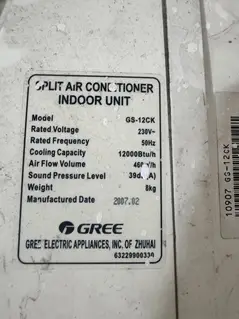 SPLIT AIR CONDITIONER
INDOOR UNIT
Model GS-12CK
Rated Voltage 230V~
Rated Frequency 50Hz
Cooling Capacity 12000Btu/h
Air Flow Volume
Sound Pressure Level (A)
Weight 8kg
Manufactured Date 2007.02
GREE
GREE ELECTRIC APPLIANCES, INC. OF ZHUHAI
63229900334
10907 GS-12CK